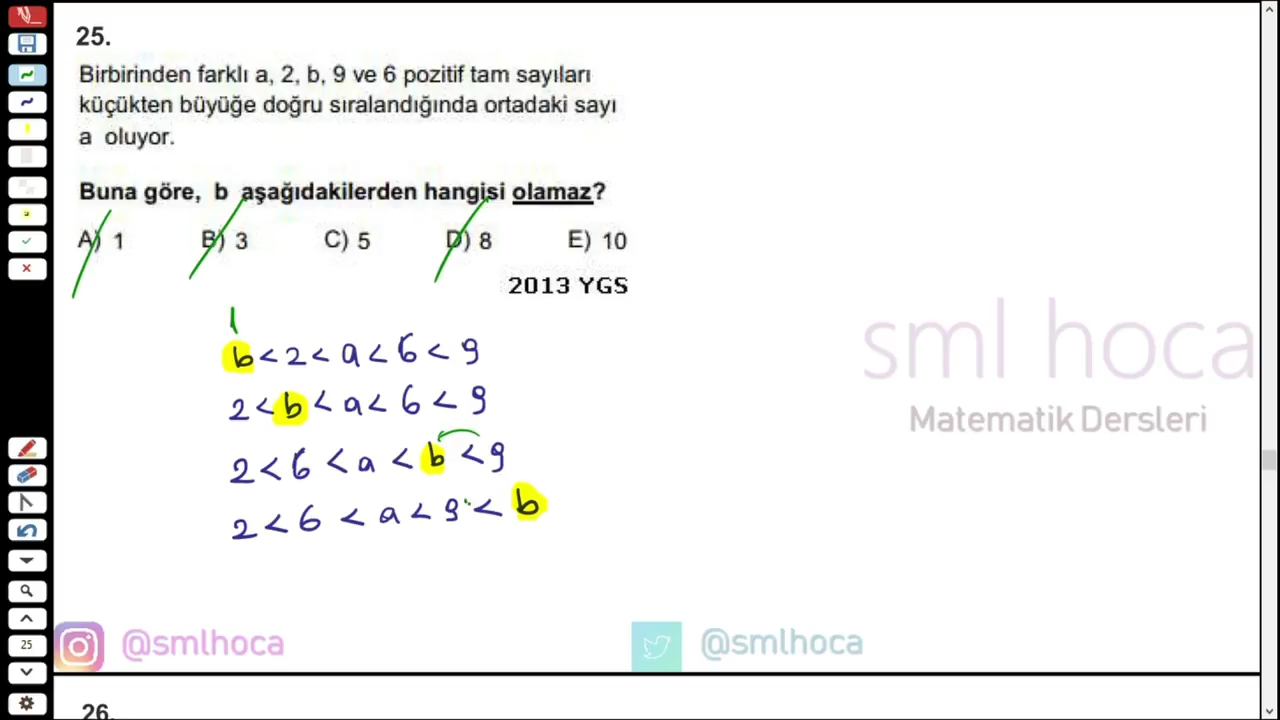 25.
Birbirinden farklı a, 2, b, 9 ve 6 pozitif tam sayıları
küçükten büyüğe doğru sıralandığında ortadaki sayı
a oluyor.
Buna göre, b aşağıdakilerden hangisi olamaz?
A) 1 B) 3 C) 5 D) 8 E) 10
2013 YGS
1
b < 2 < a < 6 < 9
2 < b < a < 6 < 9
2 < 6 < a < b < 9
2 < 6 < a < 9 < b
sml hoca
Matematik Dersleri
25
@smlhoca @smlhoca
26.